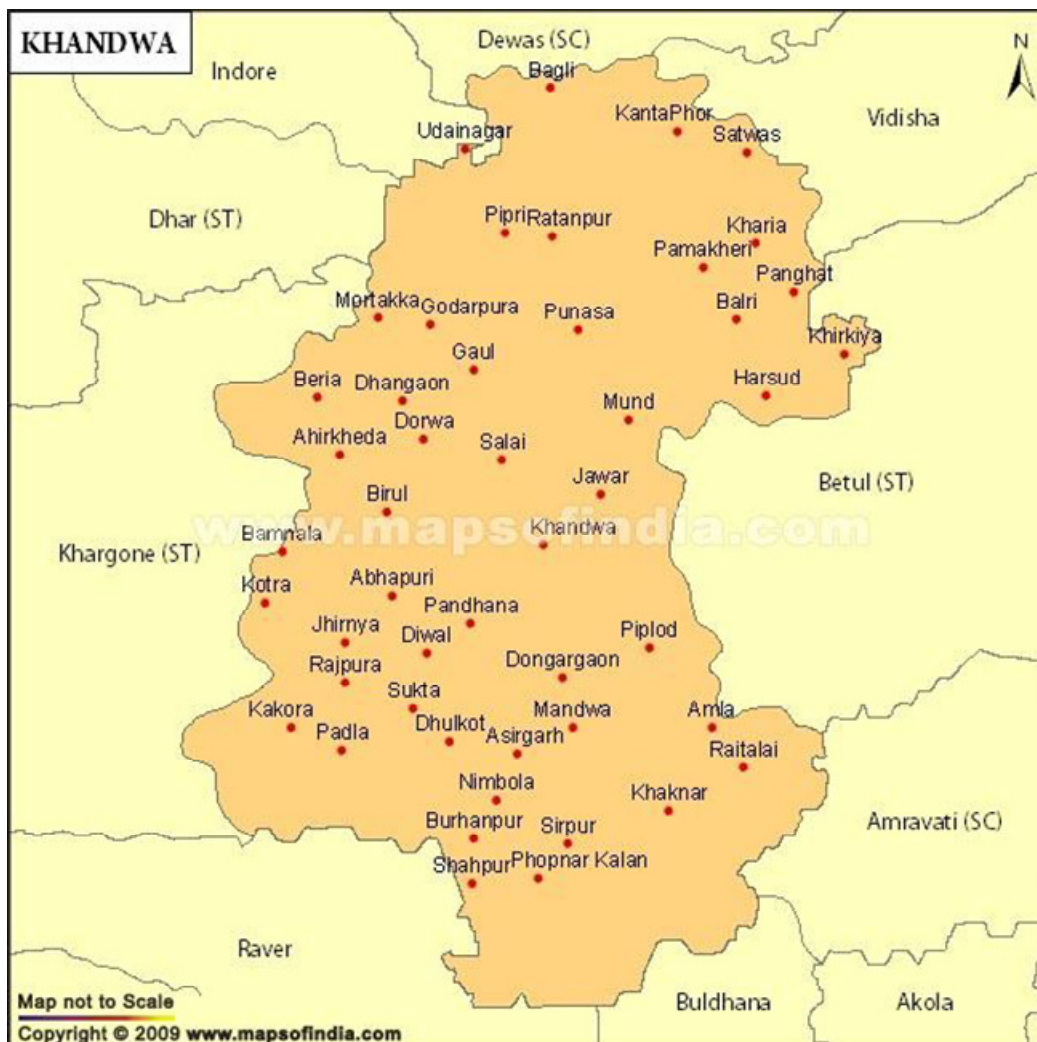 KHANDWA
Dewas (SC)
N
Indore
Bagli
KantaPhor
Vidisha
Udainagar
Satwas
Dhar (ST)
Pipri
Ratanpur
Kharia
Pamakheri
Panghat
Mortakka
Godarpura
Punasa
Balri
Khirkiya
Gaul
Beria
Dhangaon
Harsud
Mund
Dorwa
Ahirkheda
Salai
Jawar
Betul (ST)
Birul
www.mapsofindia.com
Khandwa
Bamnala
Khargone (ST)
Kotra
Abhapuri
Pandhana
Jhirnya
Diwal
Piplod
Rajpura
Dongargaon
Sukta
Kakora
Mandwa
Amla
Padla
Dhulkot
Asirgarh
Raitalai
Nimbola
Khaknar
Burhanpur
Sirpur
Amravati (SC)
Shahpur
Phopnar Kalan
Raver
Map not to Scale
Buldhana
Akola
Copyright © 2009 www.mapsofindia.com